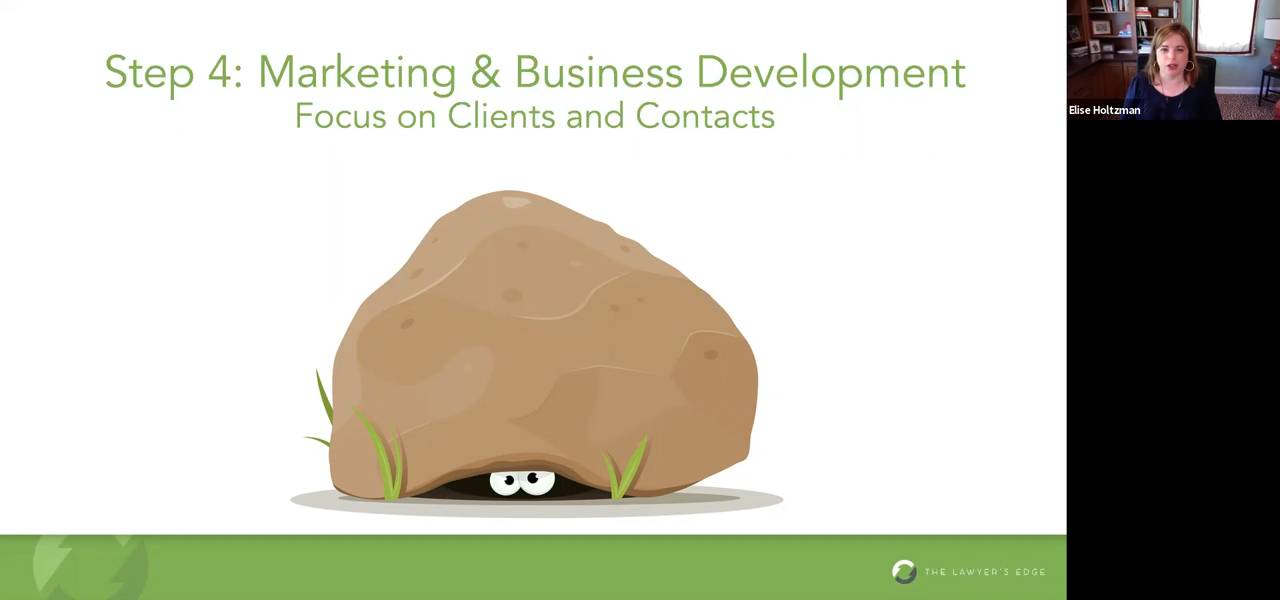 Step 4: Marketing & Business Development
Focus on Clients and Contacts
Elise Holtzman
THE LAWYER'S EDGE